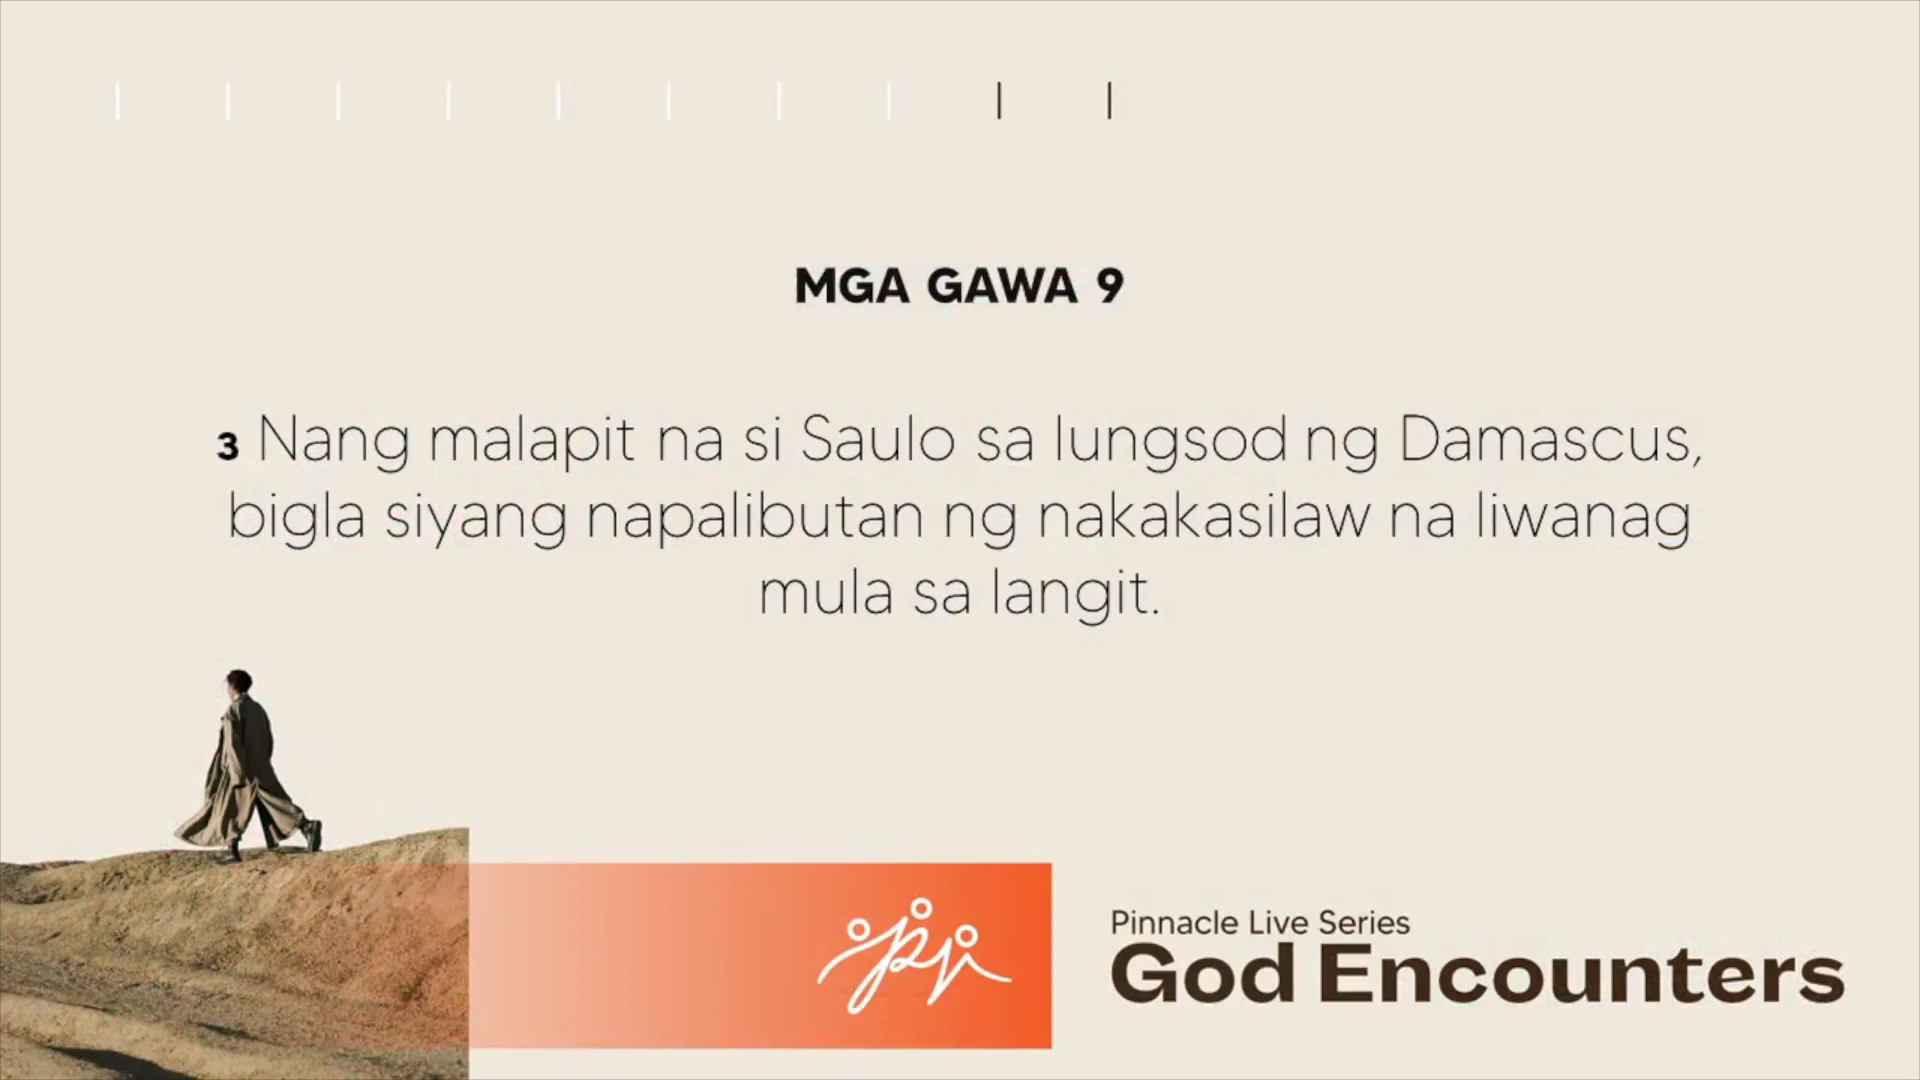 MGA GAWA 9
3 Nang malapit na si Saulo sa lungsod ng Damascus,
bigla siyang napalibutan ng nakakasilaw na liwanag
mula sa langit.
Pinnacle Live Series
God Encounters